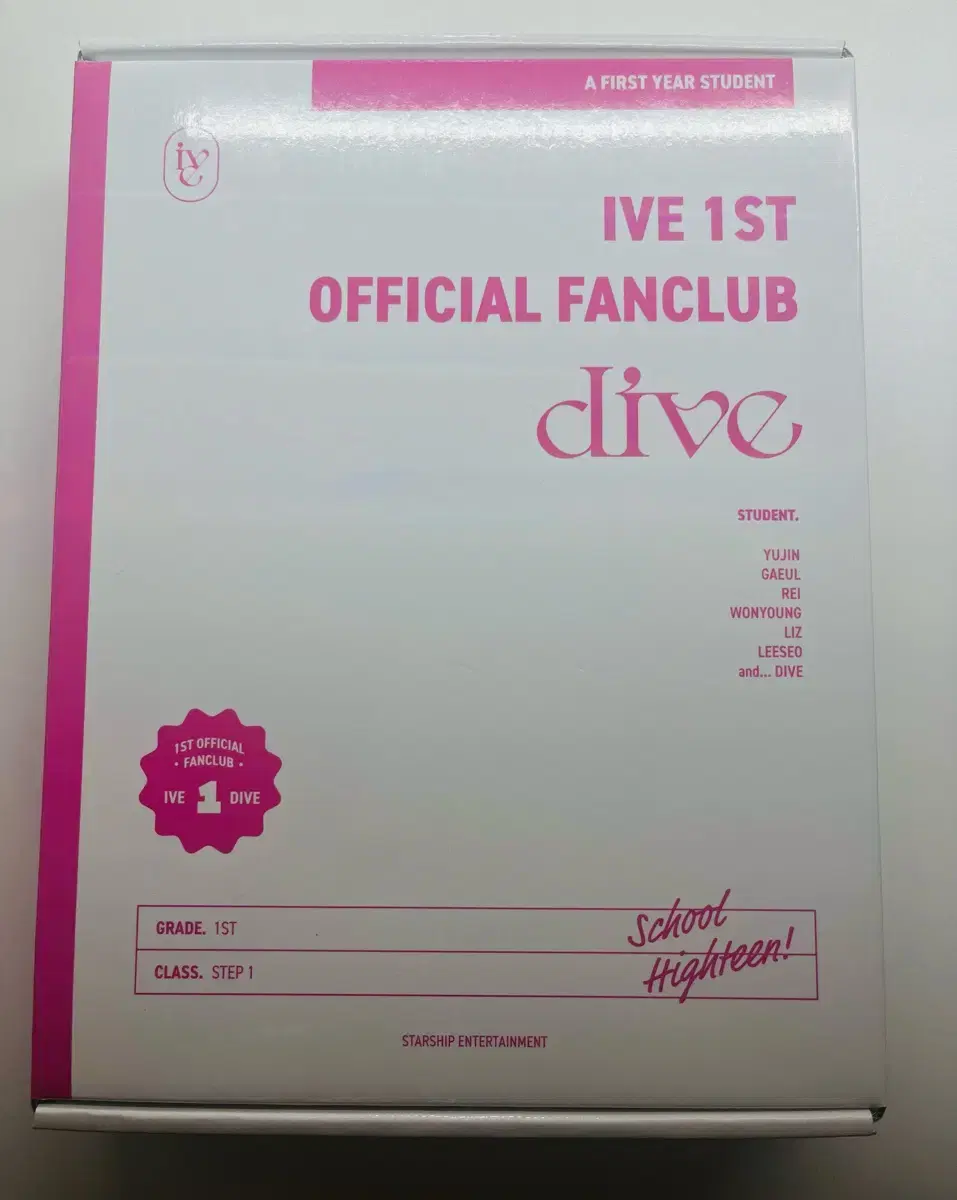 A FIRST YEAR STUDENT
ive
IVE 1ST
OFFICIAL FANCLUB
dive
STUDENT.
YUJIN
GAEUL
REI
WONYOUNG
LIZ
LEESEO
and... DIVE
1ST OFFICIAL
• FANCLUB •
IVE 1 DIVE
GRADE. 1ST
CLASS. STEP 1
School
Highteen!
STARSHIP ENTERTAINMENT